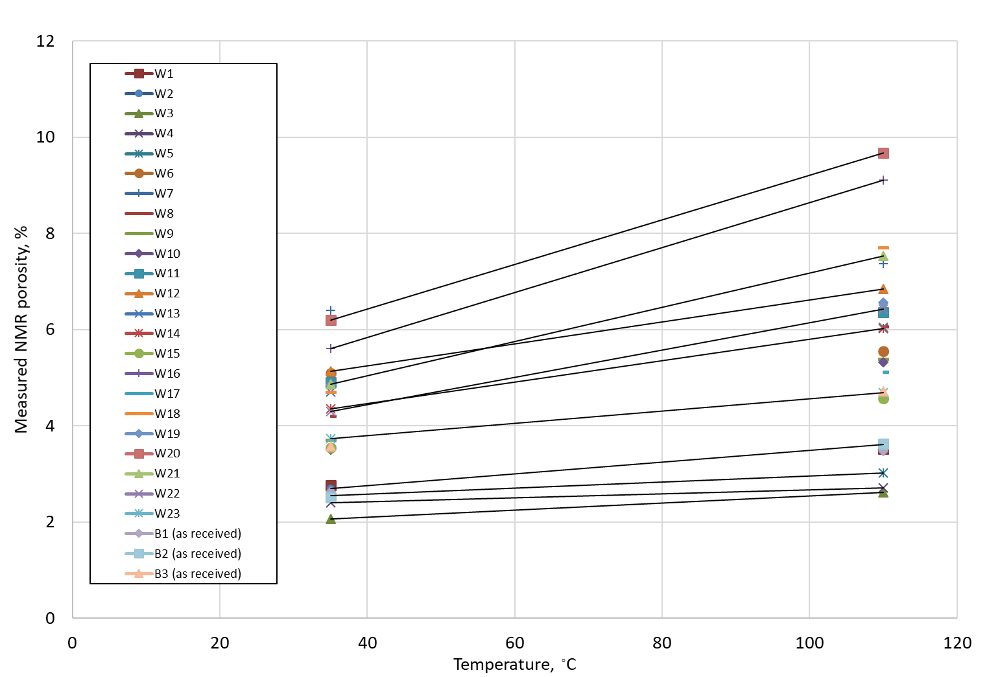 12
10
8
6
4
2
0
Measured NMR porosity, %
W1
W2
W3
W4
W5
W6
W7
W8
W9
W10
W11
W12
W13
W14
W15
W16
W17
W18
W19
W20
W21
W22
W23
B1 (as received)
B2 (as received)
B3 (as received)
0 20 40 60 80 100 120
Temperature, °C